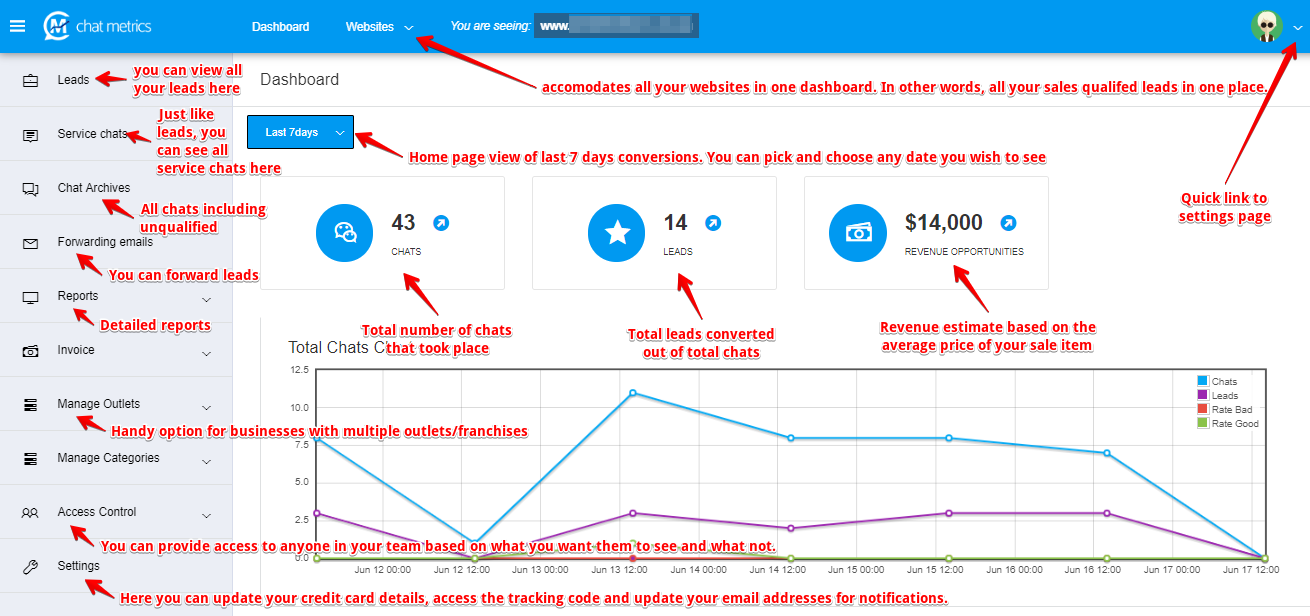 chat metrics
Dashboard
Websites
You are seeing:
www.
Leads
you can view all
your leads here
Dashboard
accomodates all your websites in one dashboard. In other words, all your sales qualifed leads in one place.
Service chats
Just like
leads, you
can see all
service chats here
Last 7days
Home page view of last 7 days conversions. You can pick and choose any date you wish to see
Chat Archives
All chats including
unqualified
Quick link to
settings page
43
CHATS
14
LEADS
$14,000
REVENUE OPPORTUNITIES
Forwarding emails
You can forward leads
Reports
Detailed reports
Total number of chats
that took place
Total leads converted
out of total chats
Revenue estimate based on the
average price of your sale item
Invoice
Total Chats C
Manage Outlets
Handy option for businesses with multiple outlets/franchises
Manage Categories
Access Control
You can provide access to anyone in your team based on what you want them to see and what not.
Settings
Here you can update your credit card details, access the tracking code and update your email addresses for notifications.
12.5
10.0
7.5
5.0
2.5
0.0
Chats
Leads
Rate Bad
Rate Good
Jun 12 00:00
Jun 12 12:00
Jun 13 00:00
Jun 13 12:00
Jun 14 00:00
Jun 14 12:00
Jun 15 00:00
Jun 15 12:00
Jun 16 00:00
Jun 16 12:00
Jun 17 00:00
Jun 17 12:00